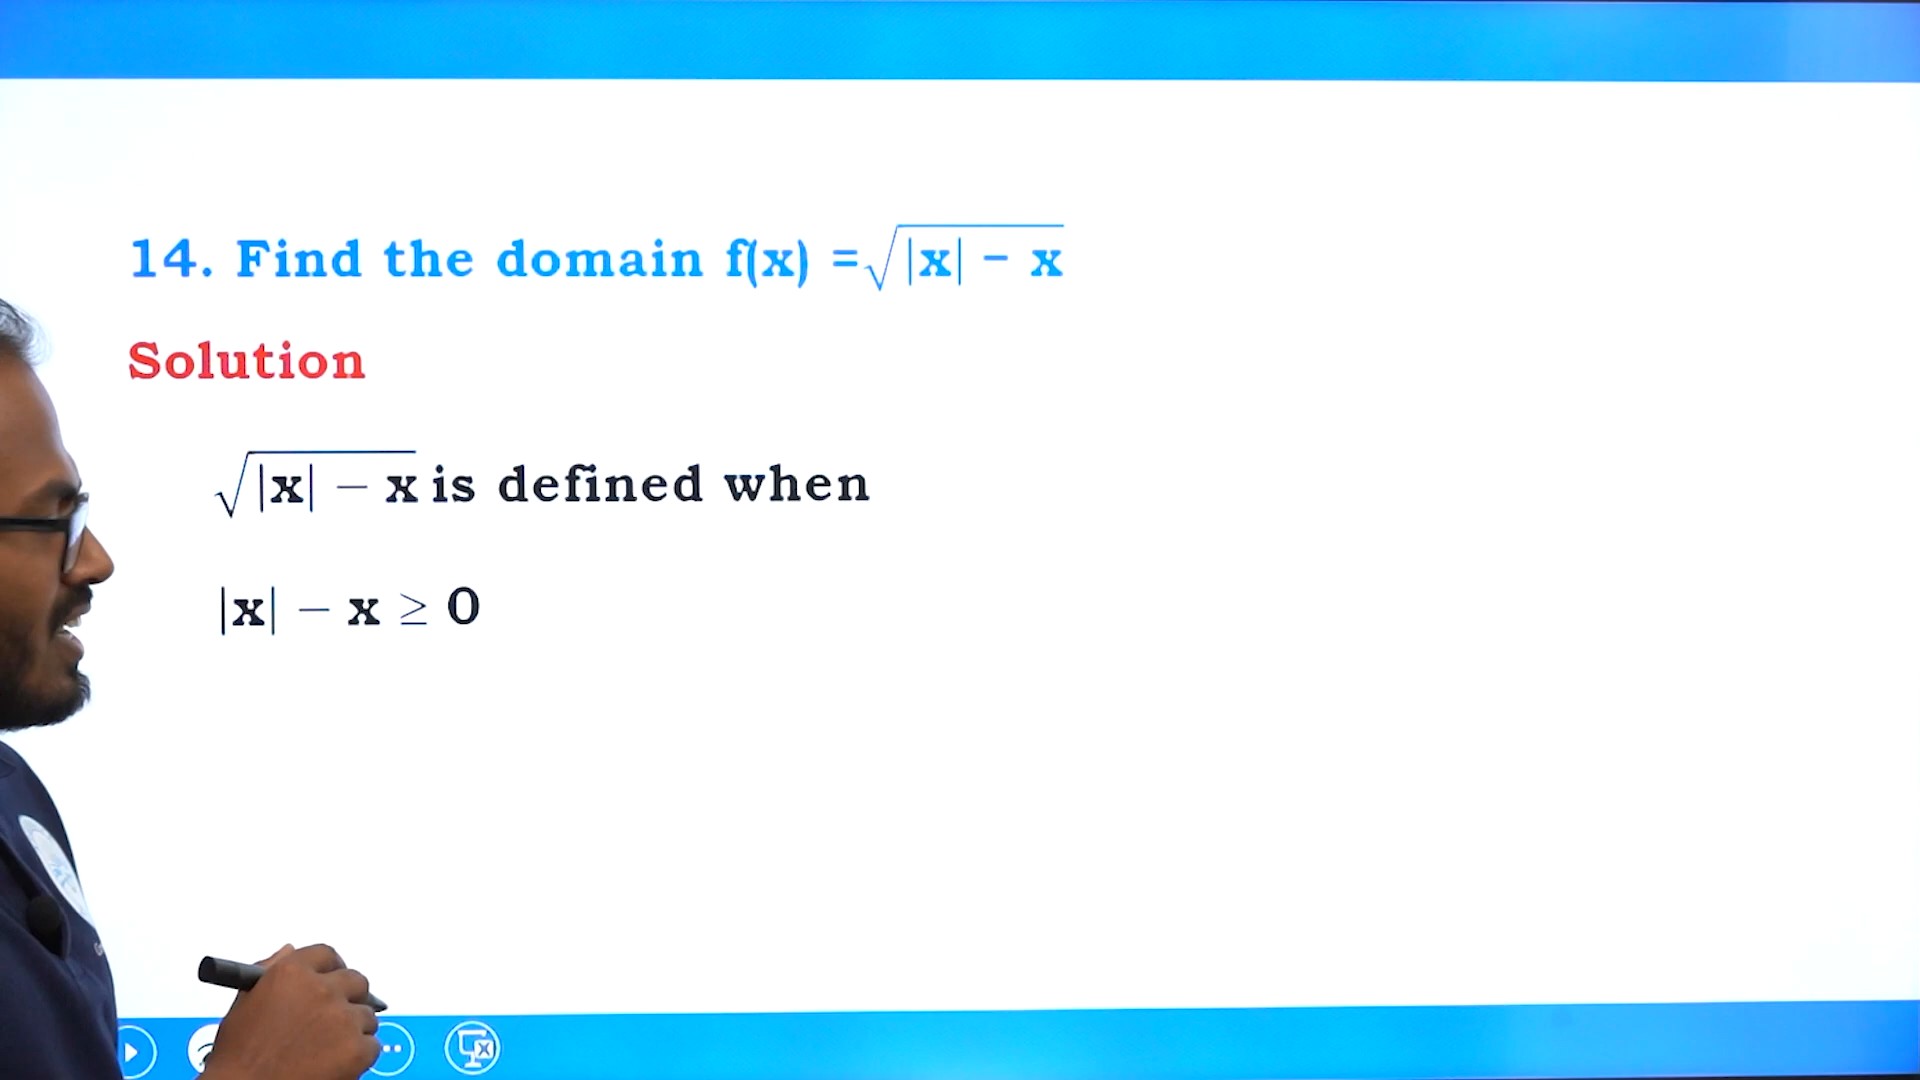 14. Find the domain f(x) = √|x| − x
Solution
√|x| − x is defined when
|x| − x ≥ 0